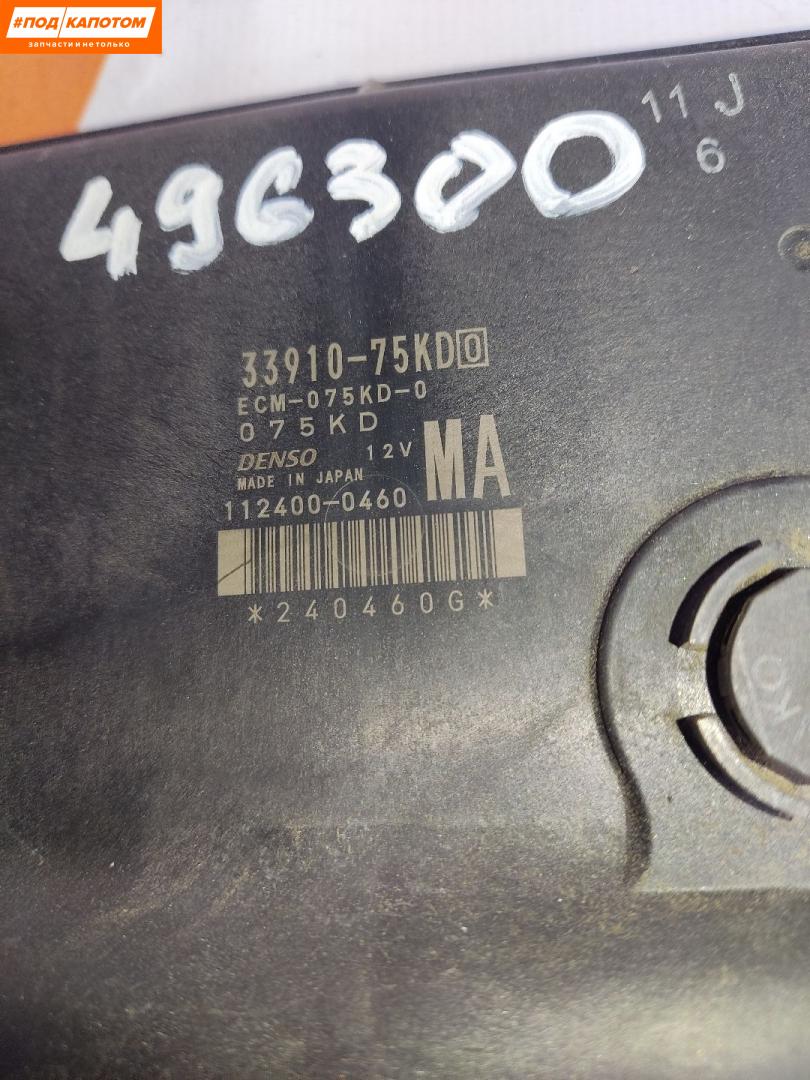 #ПОД КАПОТОМ
запчасти и не только
11 J
6
496300
33910-75KD0
ECM-075KD-0
075KD
DENSO 12V MA
MADE IN JAPAN
112400-0460
*240460G*